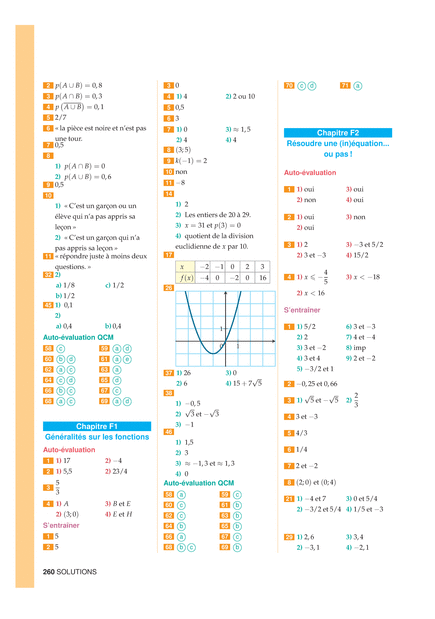 2 p(A ∪ B) = 0,8
3 p(A ∩ B) = 0,3
4 p(A ∪ B) = 0,1
5 2/7
6 « la pièce est noire et n'est pas
une tour.
7 0,5
8
1) p(A ∩ B) = 0
2) p(A ∪ B) = 0,6
9 0,5
10
1) « C'est un garçon ou un
élève qui n'a pas appris sa
leçon »
2) « C'est un garçon qui n'a
pas appris sa leçon »
11 « répondre juste à moins deux
questions. »
32 2)
a) 1/8 c) 1/2
b) 1/2
45 1) 0,1
2)
a) 0,4 b) 0,4
Auto-évaluation QCM
58 c 59 a d
60 b d 61 a e
62 a c 63 a
64 c d 65 d
66 b c 67 c
68 a c 69 a d
Chapitre F1
Généralités sur les fonctions
Auto-évaluation
1 1) 17 2) −4
2 1) 5,5 2) 23/4
3 5/3
4 1) A 3) B et E
2) (3; 0) 4) E et H
S'entraîner
1 5
2 5
3 0
4 1) 4 2) 2 ou 10
5 0,5
6 3
7 1) 0 3) ≈ 1,5
2) 4 4) 4
8 (3; 5)
9 k(−1) = 2
10 non
11 −8
14
1) 2
2) Les entiers de 20 à 29.
3) x = 31 et p(3) = 0
4) quotient de la division
euclidienne de x par 10.
17
x −2 −1 0 2 3
f(x) −4 0 −2 0 16
26
1
0 1
37 1) 26 3) 0
2) 6 4) 15 + 7√5
38
1) −0,5
2) √3 et −√3
3) −1
46
1) 1,5
2) 3
3) ≈ −1,3 et ≈ 1,3
4) 0
Auto-évaluation QCM
58 a 59 c
60 c 61 b
62 c 63 b
64 b 65 b
66 a 67 c
68 b c 69 b
70 c d 71 a
Chapitre F2
Résoudre une (in)équation...
ou pas !
Auto-évaluation
1 1) oui 3) oui
2) non 4) oui
2 1) oui 3) non
2) oui
3 1) 2 3) −3 et 5/2
2) 3 et −3 4) 15/2
4 1) x ⩽ −4/5 3) x < −18
2) x < 16
S'entraîner
1 1) 5/2 6) 3 et −3
2) 2 7) 4 et −4
3) 3 et −2 8) imp
4) 3 et 4 9) 2 et −2
5) −3/2 et 1
2 −0,25 et 0,66
3 1) √5 et −√5 2) 2/3
4 3 et −3
5 4/3
6 1/4
7 2 et −2
8 (2; 0) et (0; 4)
21 1) −4 et 7 3) 0 et 5/4
2) −3/2 et 5/4 4) 1/5 et −3
29 1) 2, 6 3) 3, 4
2) −3, 1 4) −2, 1
260 SOLUTIONS